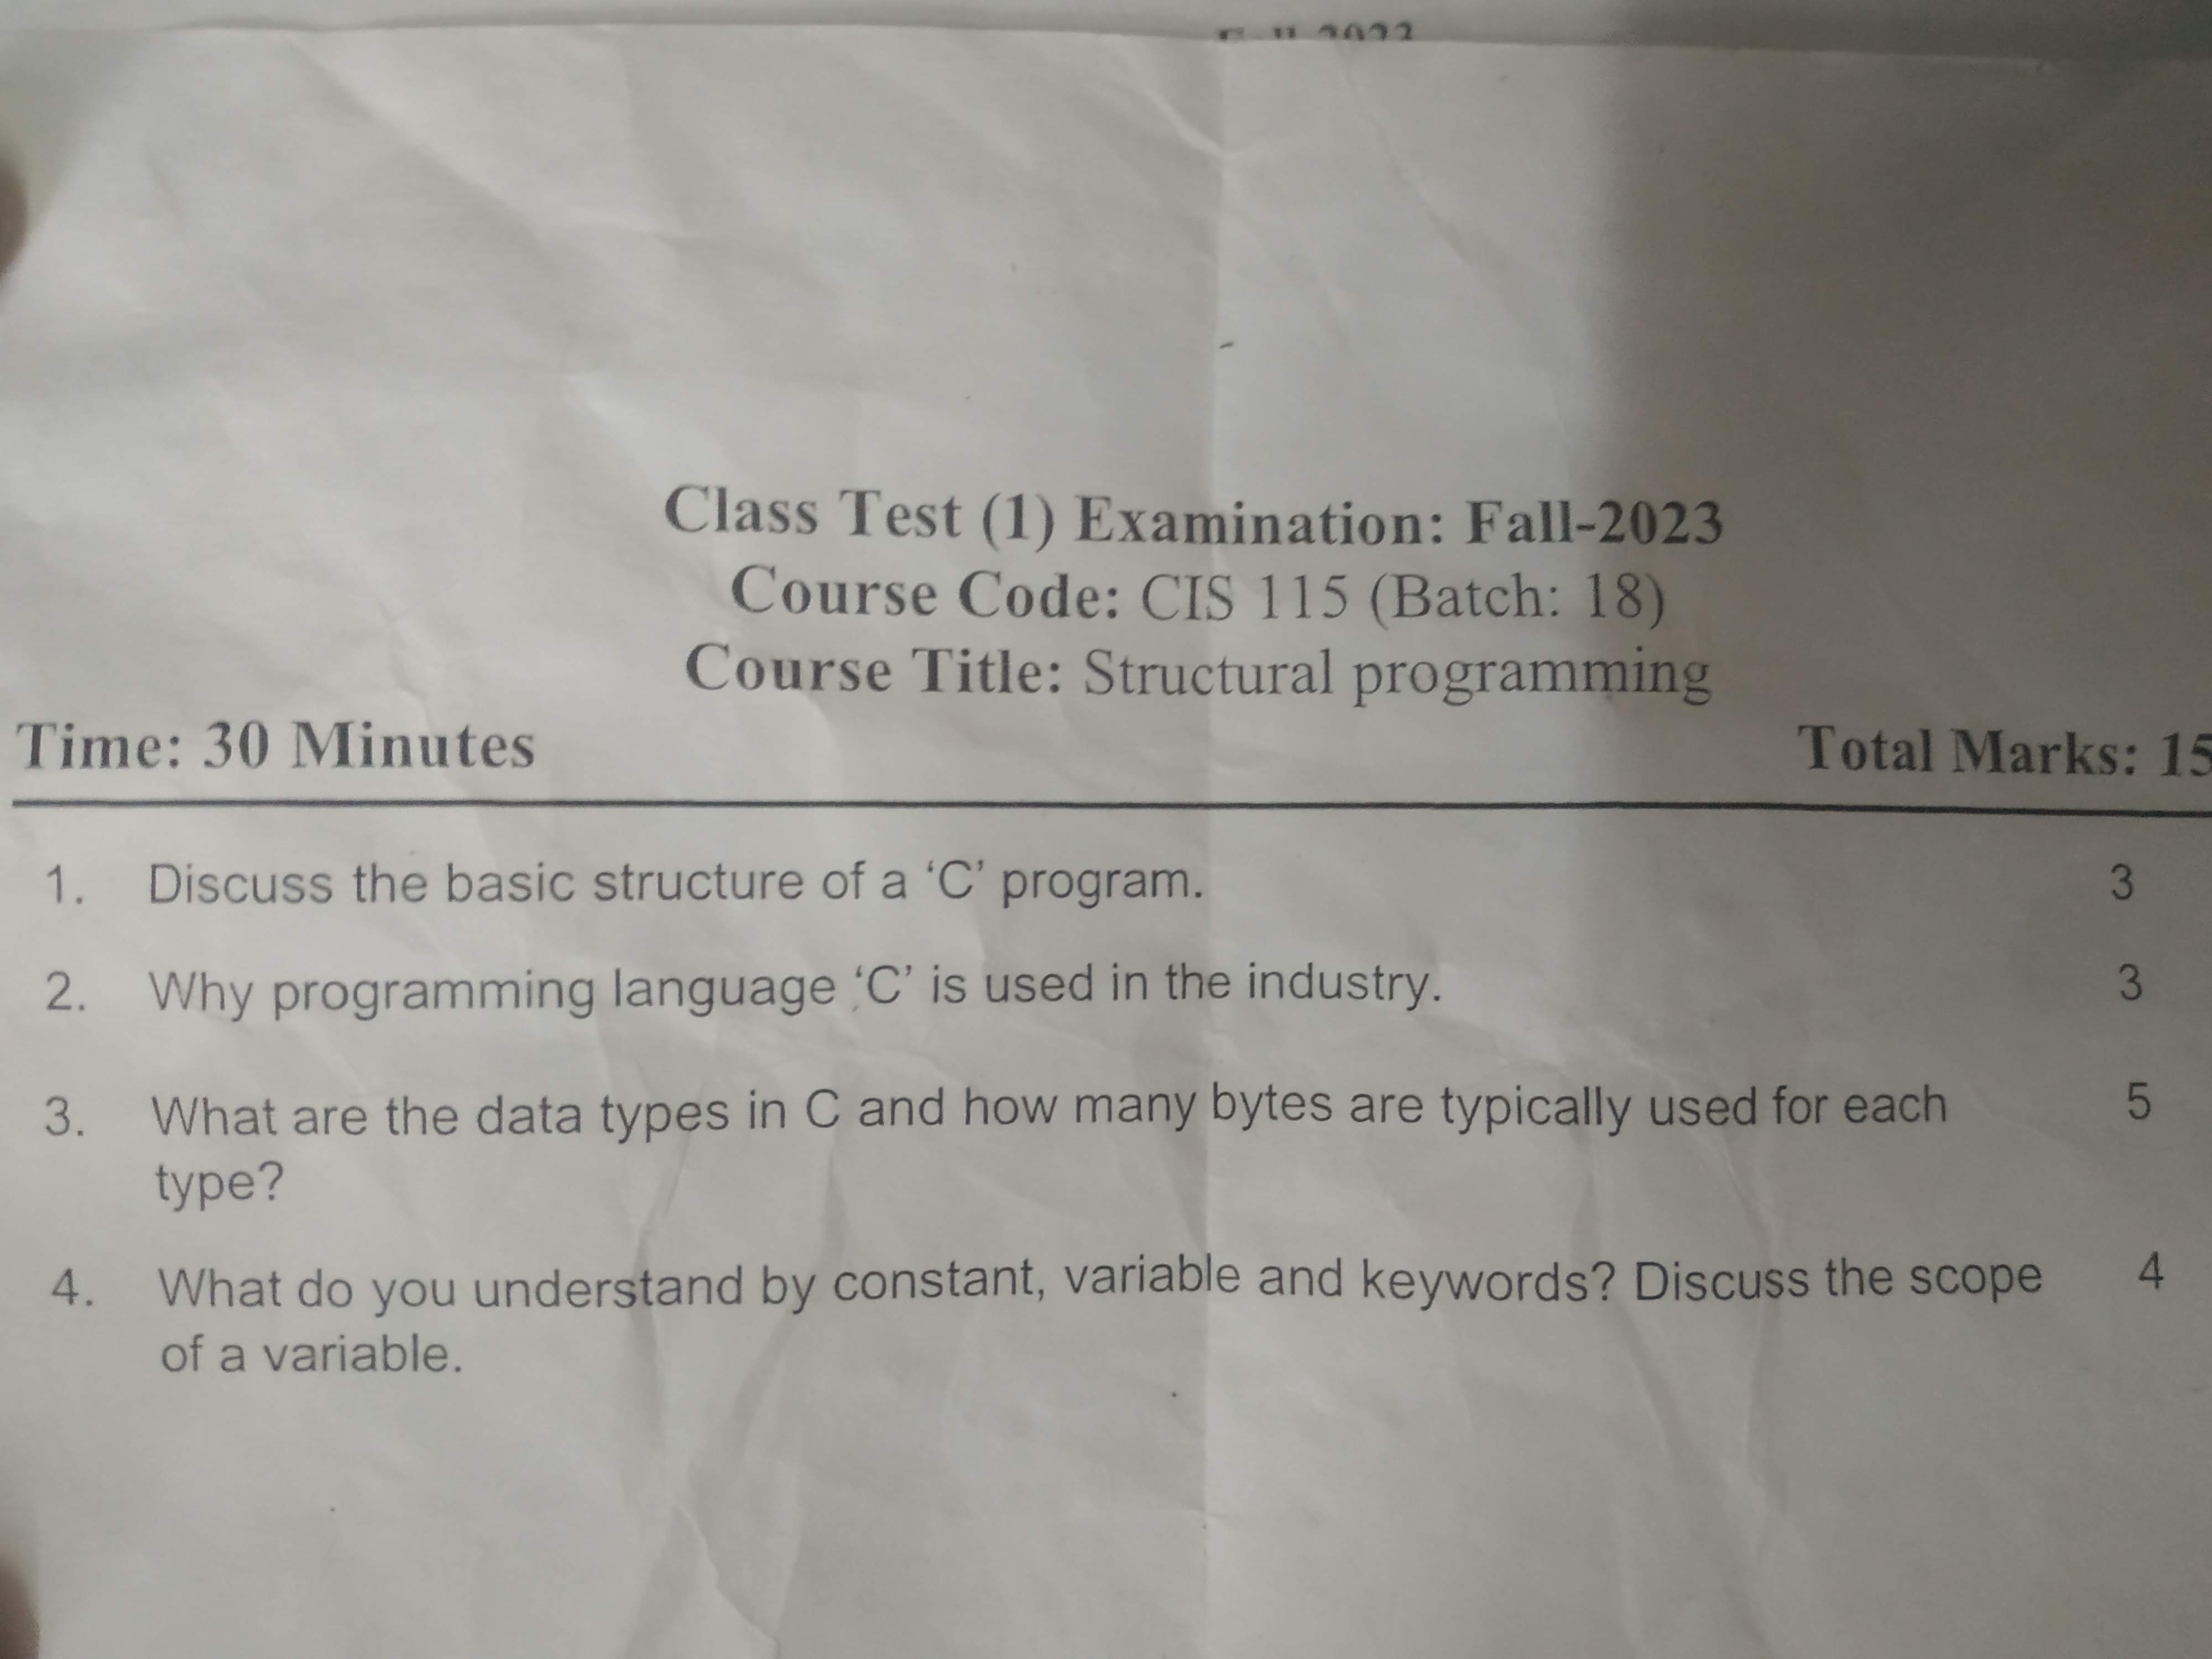 Class Test (1) Examination: Fall-2023
Course Code: CIS 115 (Batch: 18)
Course Title: Structural programming
Time: 30 Minutes Total Marks: 15
1. Discuss the basic structure of a ‘C’ program. 3
2. Why programming language ‘C’ is used in the industry. 3
3. What are the data types in C and how many bytes are typically used for each 5
type?
4. What do you understand by constant, variable and keywords? Discuss the scope 4
of a variable.